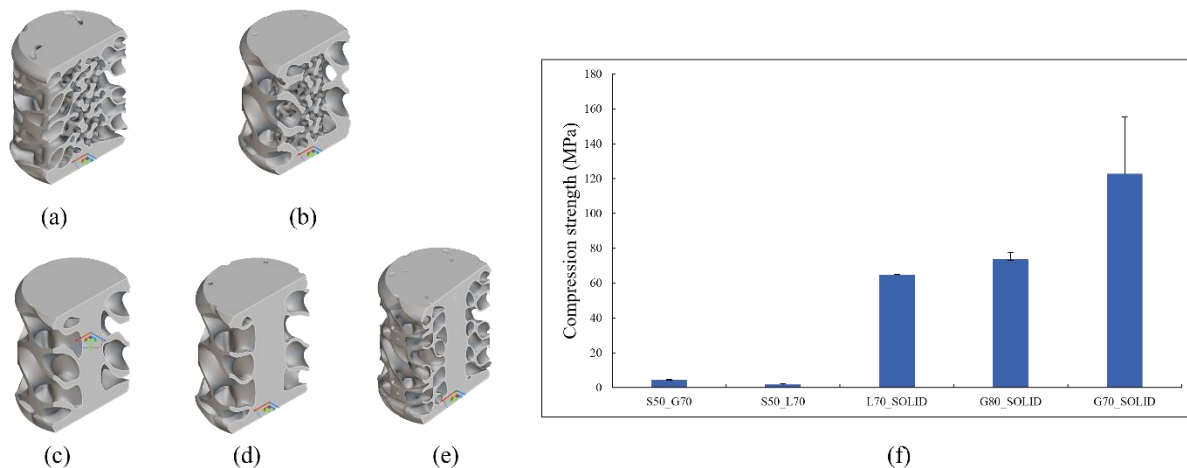 (a)
(b)
(c)
(d)
(e)
Compression strength (MPa)
180
160
140
120
100
80
60
40
20
0
S50_G70 S50_L70 L70_SOLID G80_SOLID G70_SOLID
(f)